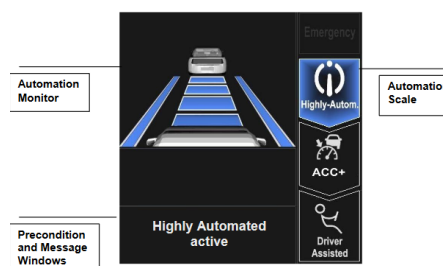 Emergency
Automation
Monitor
Highly-Autom.
Automatio
Scale
ACC+
Precondition
and Message
Windows
Highly Automated
active
Driver
Assisted